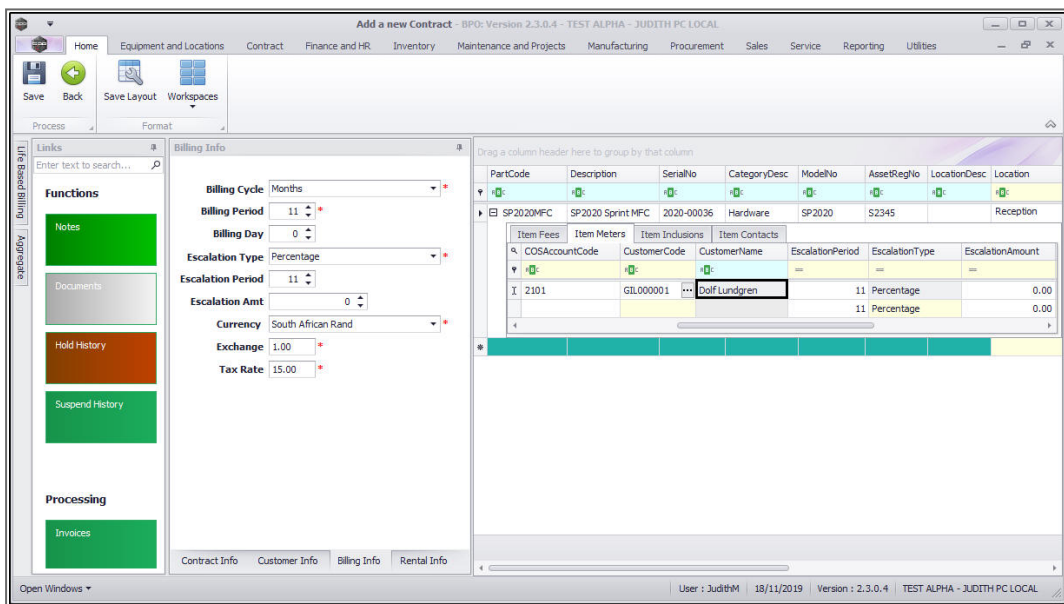 Add a new Contract - BPO: Version 2.3.0.4 - TEST ALPHA - JUDITH PC LOCAL
Home Equipment and Locations Contract Finance and HR Inventory Maintenance and Projects Manufacturing Procurement Sales Service Reporting Utilities
Save Back Save Layout Workspaces
Process Format
Life Based Billing
Aggregate
Links
Enter text to search...
Functions
Notes
Documents
Hold History
Suspend History
Processing
Invoices
Billing Info
Billing Cycle Months *
Billing Period 11 *
Billing Day 0
Escalation Type Percentage *
Escalation Period 11
Escalation Amt 0
Currency South African Rand *
Exchange 1.00 *
Tax Rate 15.00 *
Contract Info Customer Info Billing Info Rental Info
Drag a column header here to group by that column
PartCode Description SerialNo CategoryDesc ModelNo AssetRegNo LocationDesc Location
SP2020MFC SP2020 Sprint MFC 2020-00036 Hardware SP2020 S2345 Reception
Item Fees Item Meters Item Inclusions Item Contacts
COSAccountCode CustomerCode CustomerName EscalationPeriod EscalationType EscalationAmount
= = =
2101 GIL000001 ... Dolf Lundgren 11 Percentage 0.00
11 Percentage 0.00
Open Windows User : JudithM 18/11/2019 Version : 2.3.0.4 TEST ALPHA - JUDITH PC LOCAL